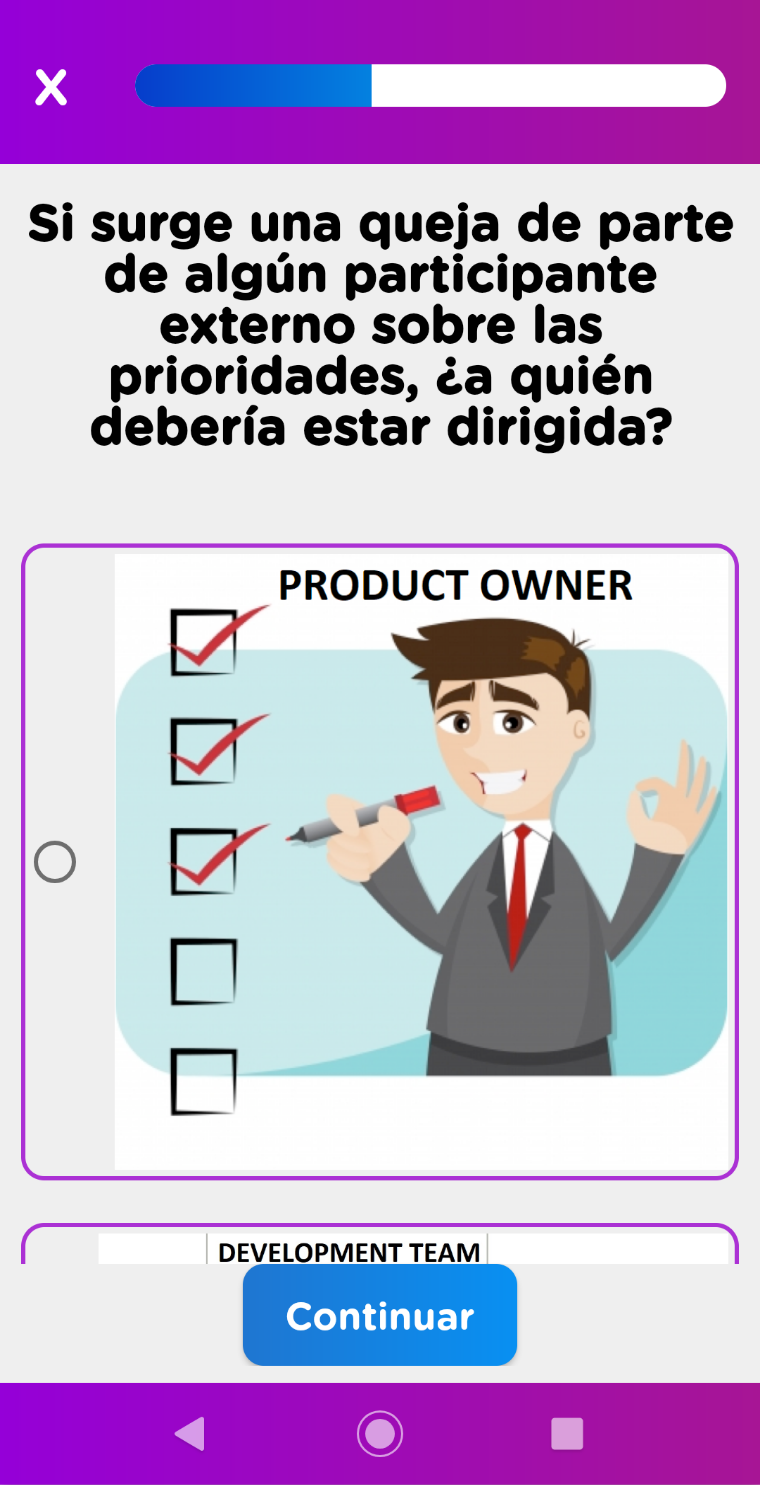 Si surge una queja de parte
de algún participante
externo sobre las
prioridades, ¿a quién
debería estar dirigida?
PRODUCT OWNER
DEVELOPMENT TEAM
Continuar